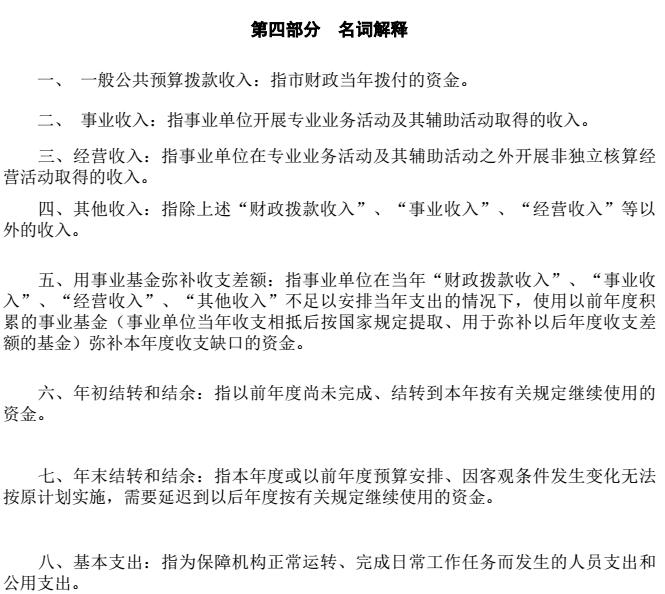 第四部分 名词解释
一、 一般公共预算拨款收入：指市财政当年拨付的资金。
二、 事业收入：指事业单位开展专业业务活动及其辅助活动取得的收入。
三、经营收入：指事业单位在专业业务活动及其辅助活动之外开展非独立核算经
营活动取得的收入。
四、其他收入：指除上述“财政拨款收入”、“事业收入”、“经营收入”等以
外的收入。
五、用事业基金弥补收支差额：指事业单位在当年“财政拨款收入”、“事业收
入”、“经营收入”、“其他收入”不足以安排当年支出的情况下，使用以前年度积
累的事业基金（事业单位当年收支相抵后按国家规定提取、用于弥补以后年度收支差
额的基金）弥补本年度收支缺口的资金。
六、年初结转和结余：指以前年度尚未完成、结转到本年按有关规定继续使用的
资金。
七、年末结转和结余：指本年度或以前年度预算安排、因客观条件发生变化无法
按原计划实施，需要延迟到以后年度按有关规定继续使用的资金。
八、基本支出：指为保障机构正常运转、完成日常工作任务而发生的人员支出和
公用支出。